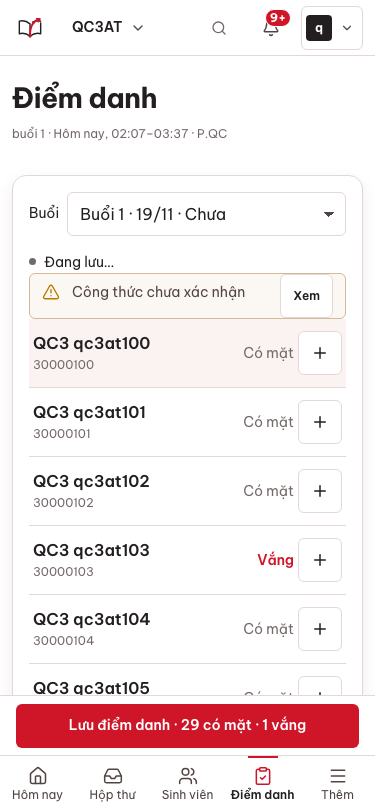 QC3AT
9+
q
Điểm danh
buổi 1 · Hôm nay, 02:07–03:37 · P.QC
Buổi
Buổi 1 · 19/11 · Chưa
Đang lưu...
Công thức chưa xác nhận
Xem
QC3 qc3at100
Có mặt
30000100
QC3 qc3at101
Có mặt
30000101
QC3 qc3at102
Có mặt
30000102
QC3 qc3at103
Vắng
30000103
QC3 qc3at104
Có mặt
30000104
QC3 qc3at105
Có mặt
Lưu điểm danh · 29 có mặt · 1 vắng
Hôm nay
Hộp thư
Sinh viên
Điểm danh
Thêm